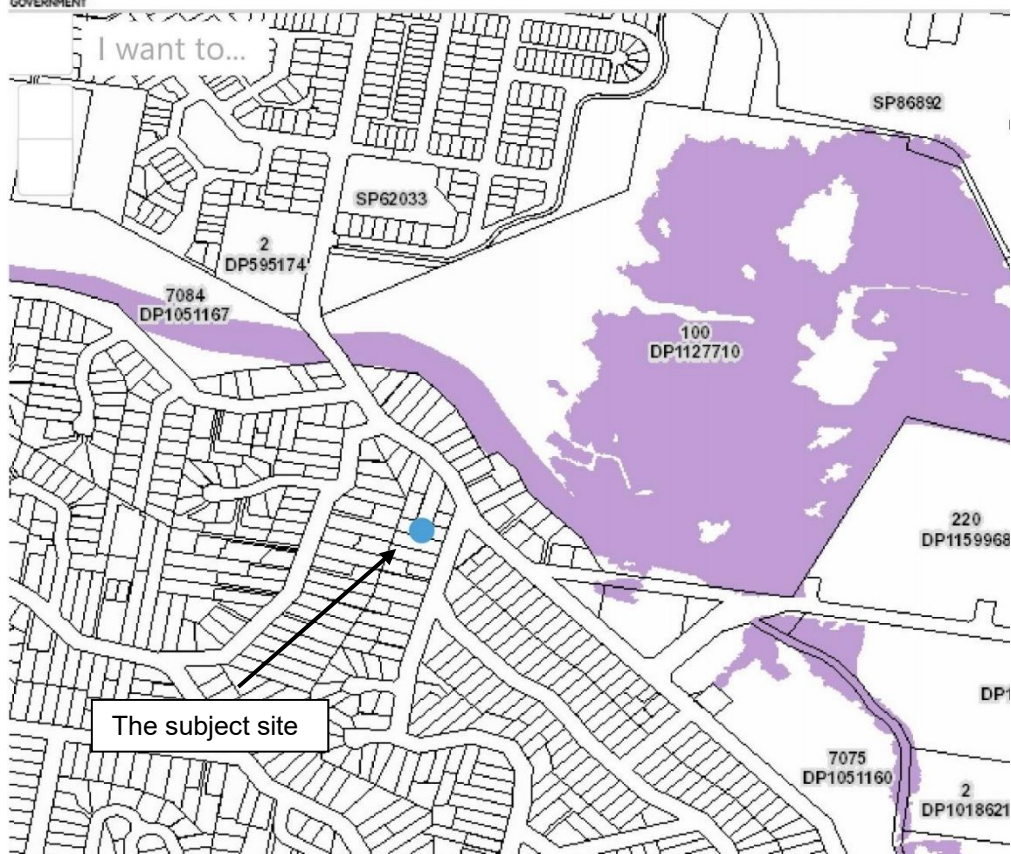 GOVERNMENT
I want to...
SP86892
SP62033
2
DP595174
7084
DP1051167
100
DP1127710
220
DP1159968
The subject site
DP1
7075
DP1051160
2
DP1018621